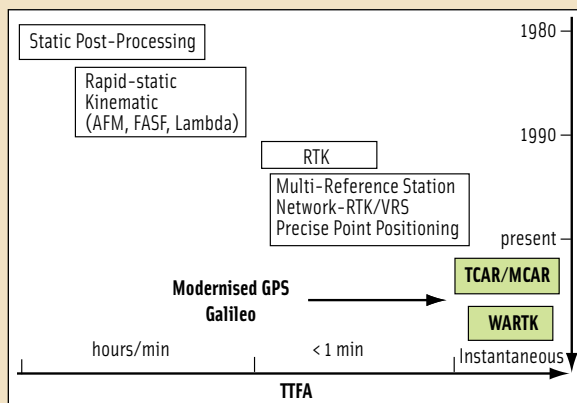 1980
Static Post-Processing
Rapid-static
Kinematic
(AFM, FASF, Lambda)
1990
RTK
Multi-Reference Station
Network-RTK/VRS
Precise Point Positioning
present
TCAR/MCAR
Modernised GPS
Galileo
WARTK
hours/min
< 1 min
Instantaneous
TTFA